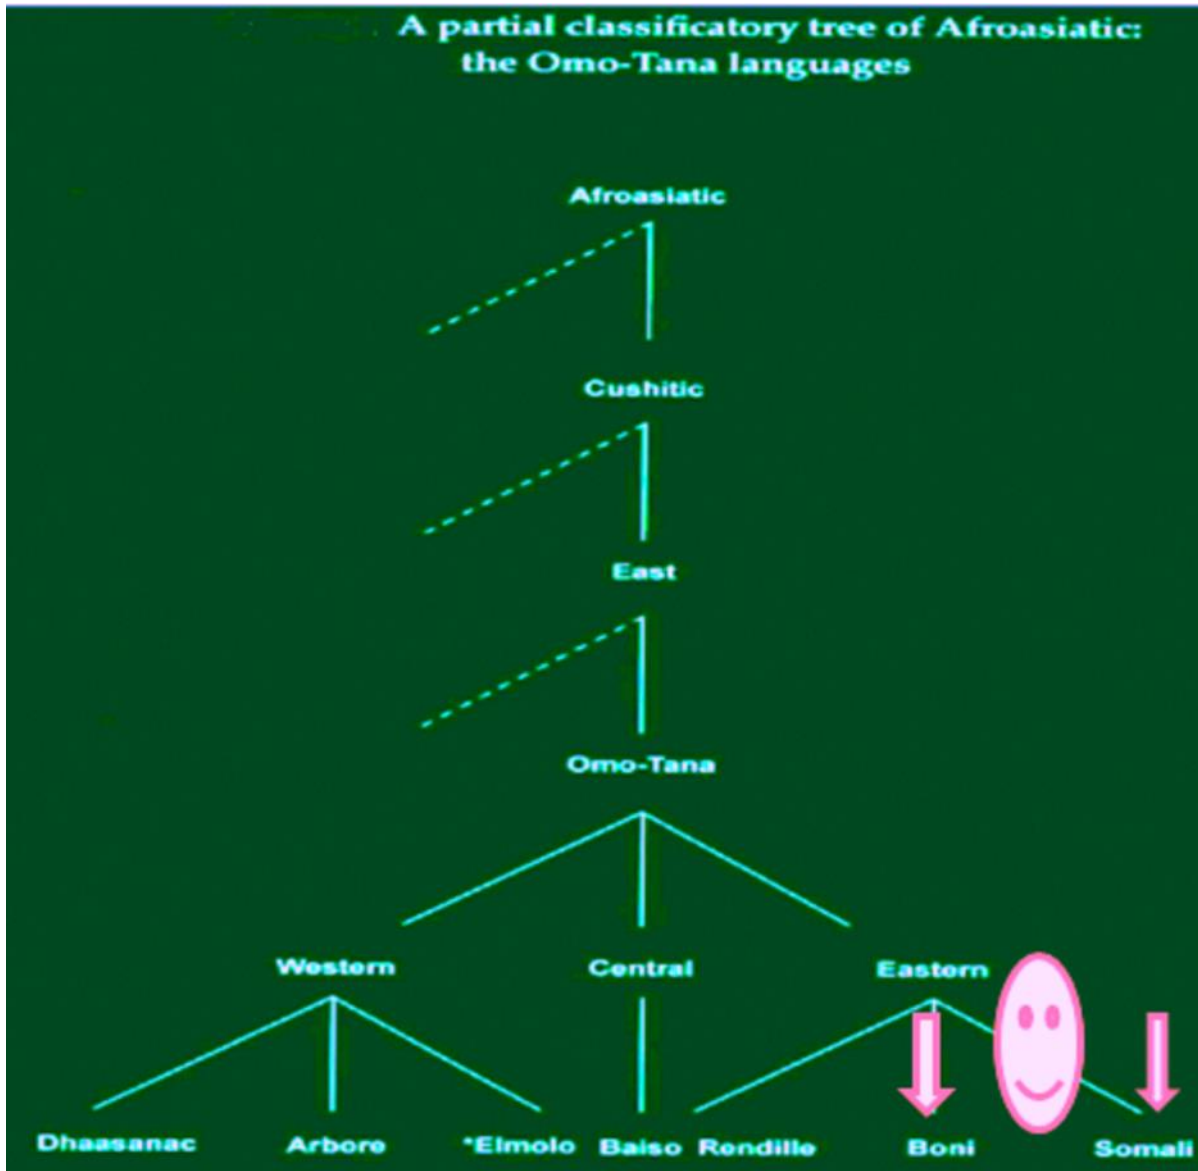 A partial classificatory tree of Afroasiatic:
the Omo-Tana languages
Afroasiatic
Cushitic
East
Omo-Tana
Western Central Eastern
Dhaasanac Arbore *Elmolo Baiso Rendille Boni Somali